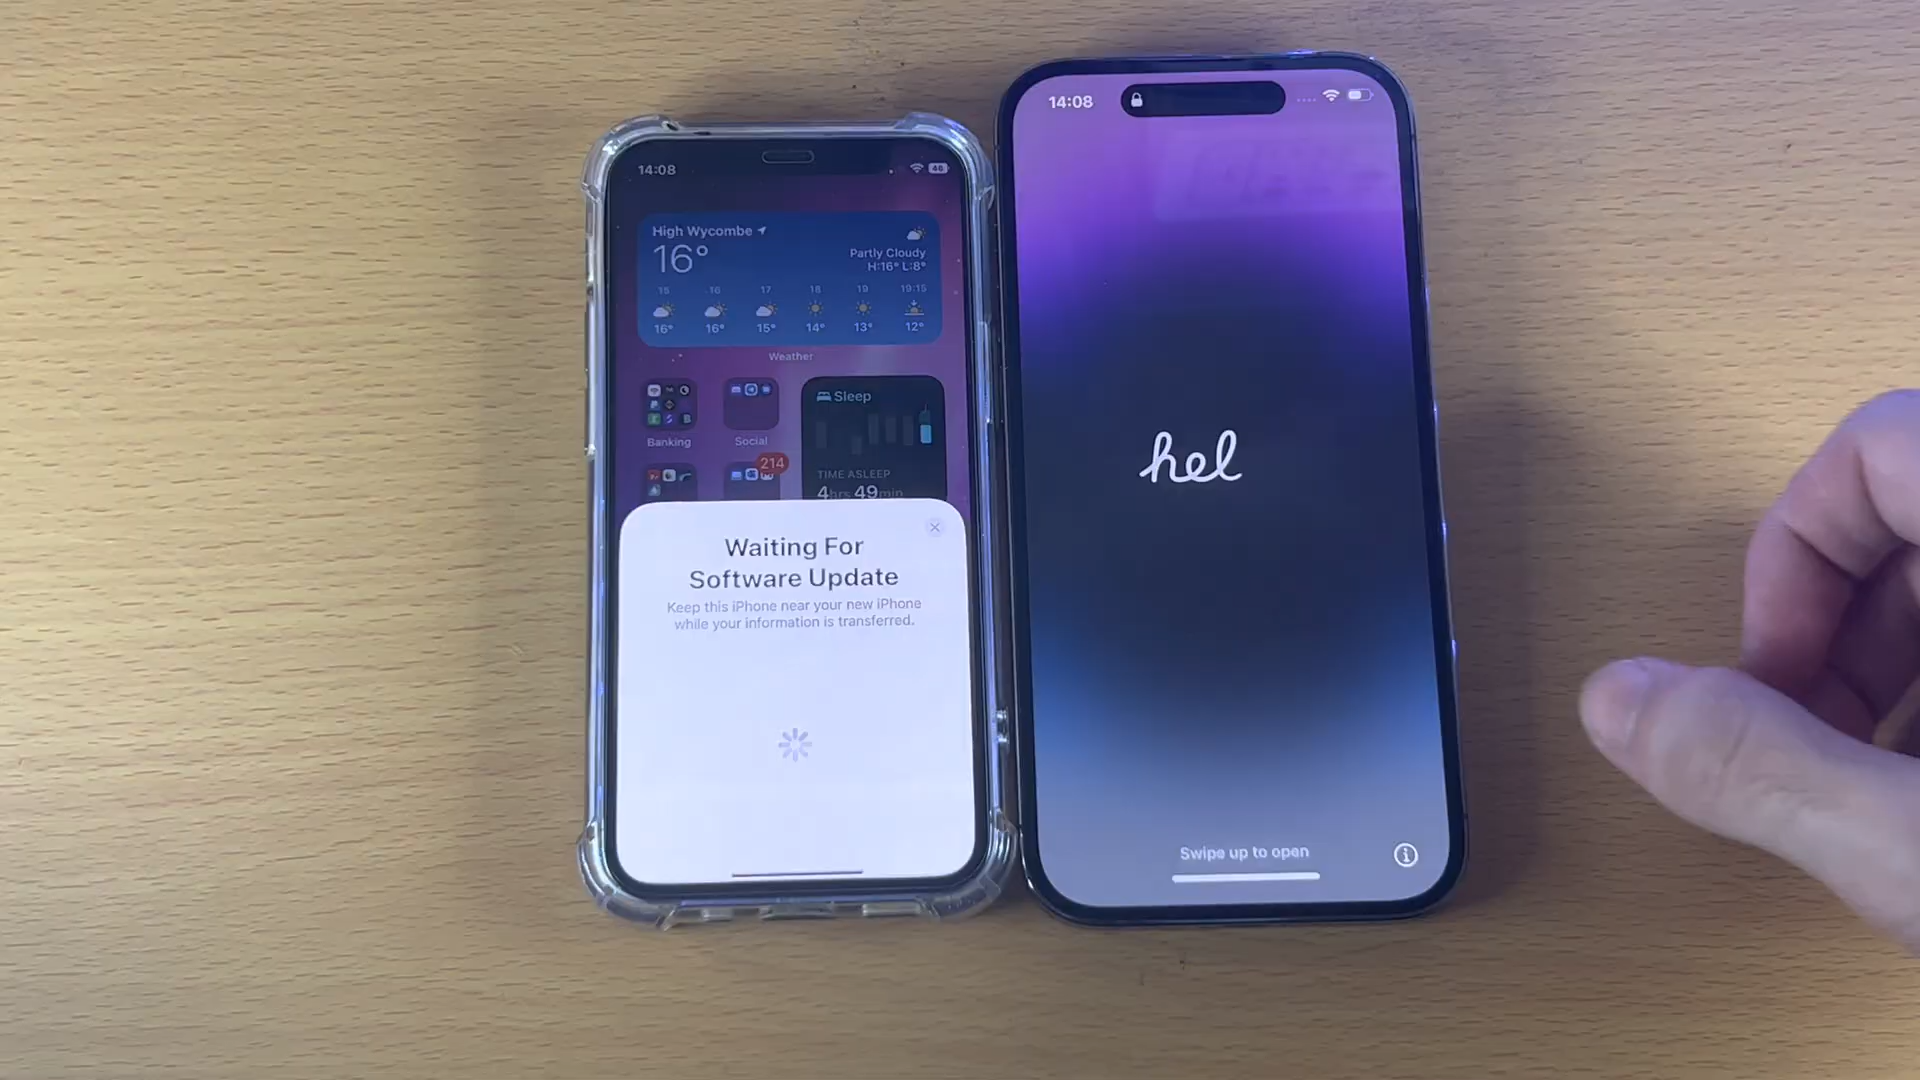 14:08
48
High Wycombe
16°
Partly Cloudy
H:16° L:8°
15 16 17 18 19 19:15
16° 16° 15° 14° 13° 12°
Weather
Sleep
Banking
Social
214
TIME ASLEEP
4hrs 49min
Waiting For
Software Update
Keep this iPhone near your new iPhone
while your information is transferred.
14:08
hel
Swipe up to open